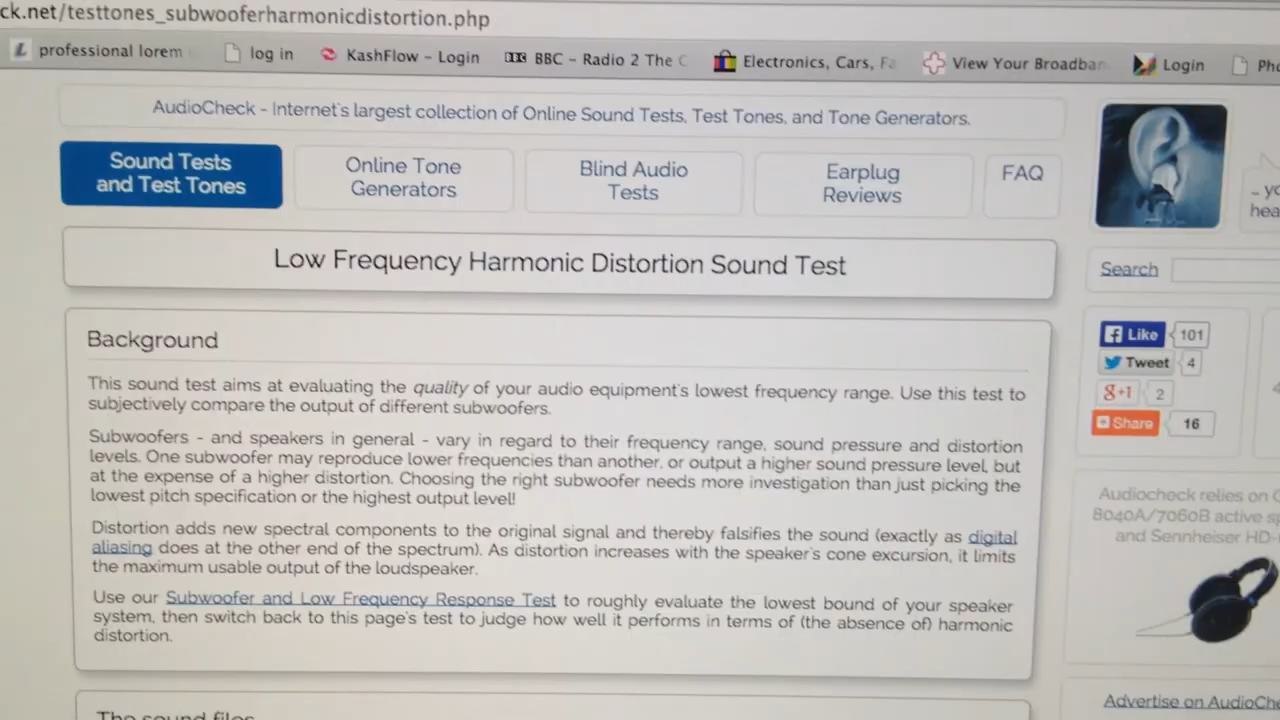 ck.net/testtones_subwooferharmonicdistortion.php
professional lorem
log in
KashFlow - Login
BBC - Radio 2 The C
Electronics, Cars, Fa
View Your Broadban
Login
Pho
AudioCheck - Internet's largest collection of Online Sound Tests, Test Tones, and Tone Generators.
Sound Tests
and Test Tones
Online Tone
Generators
Blind Audio
Tests
Earplug
Reviews
FAQ
Low Frequency Harmonic Distortion Sound Test
Search
Background
This sound test aims at evaluating the quality of your audio equipment's lowest frequency range. Use this test to
subjectively compare the output of different subwoofers.
Subwoofers - and speakers in general - vary in regard to their frequency range, sound pressure and distortion
levels. One subwoofer may reproduce lower frequencies than another, or output a higher sound pressure level, but
at the expense of a higher distortion. Choosing the right subwoofer needs more investigation than just picking the
lowest pitch specification or the highest output level!
Distortion adds new spectral components to the original signal and thereby falsifies the sound (exactly as digital
aliasing does at the other end of the spectrum). As distortion increases with the speaker's cone excursion, it limits
the maximum usable output of the loudspeaker.
Use our Subwoofer and Low Frequency Response Test to roughly evaluate the lowest bound of your speaker
system, then switch back to this page's test to judge how well it performs in terms of (the absence of) harmonic
distortion.
The sound files
.. yo
hea
Like 101
Tweet 4
g+1 2
Share 16
Audiocheck relies on
8040A/7060B active s
and Sennheiser HD-
Advertise on AudioChe